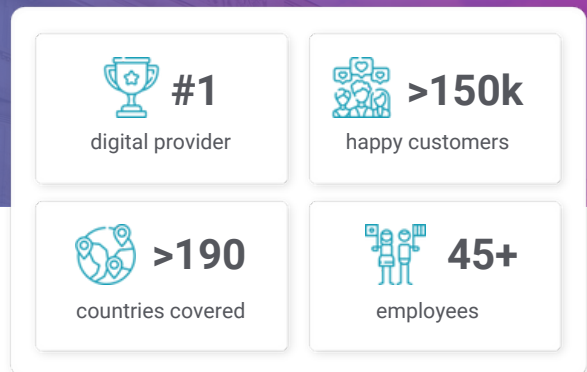 #1
digital provider
>150k
happy customers
>190
countries covered
45+
employees